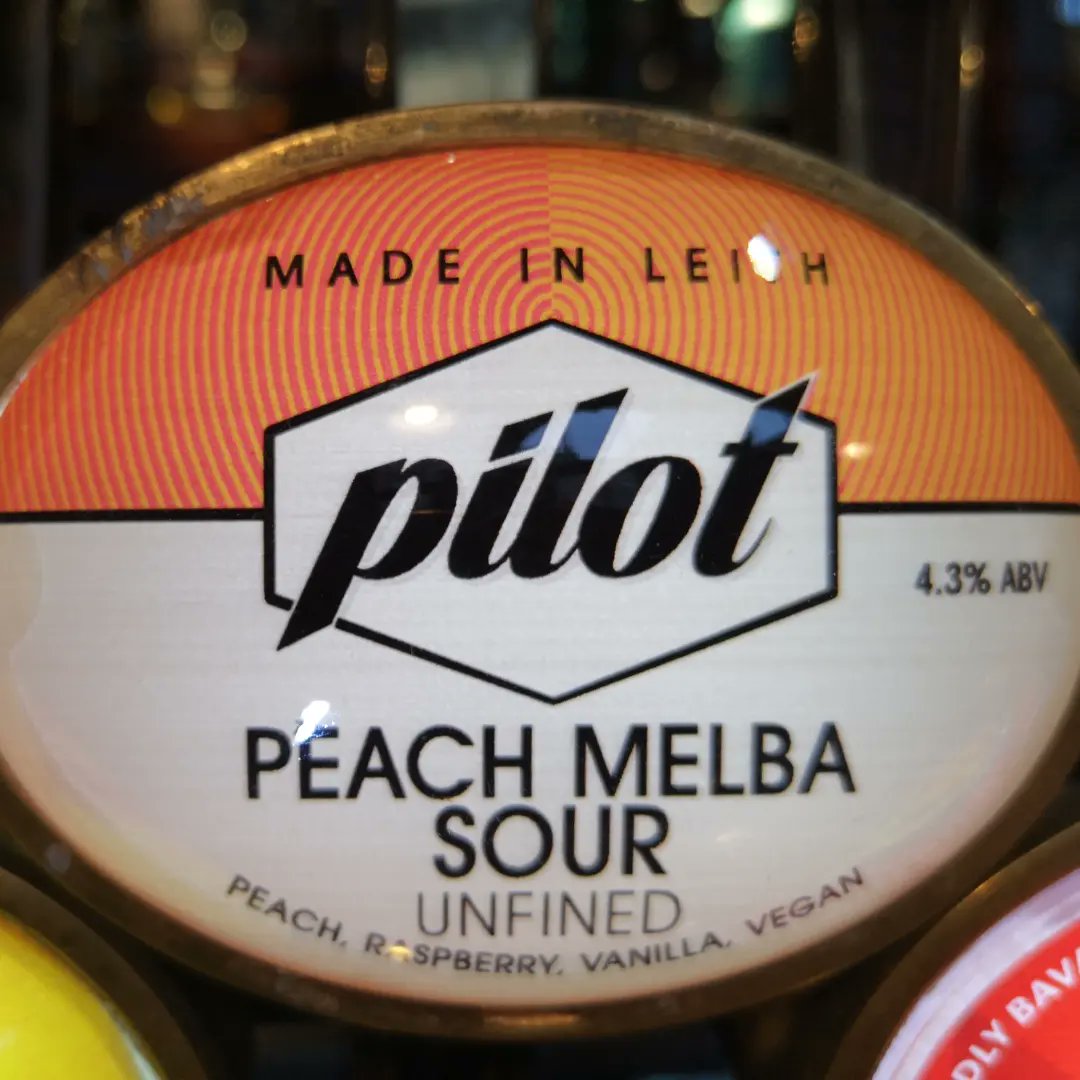 MADE IN LEITH
pilot
4.3% ABV
PEACH MELBA
SOUR
UNFINED
PEACH, RASPBERRY, VANILLA, VEGAN